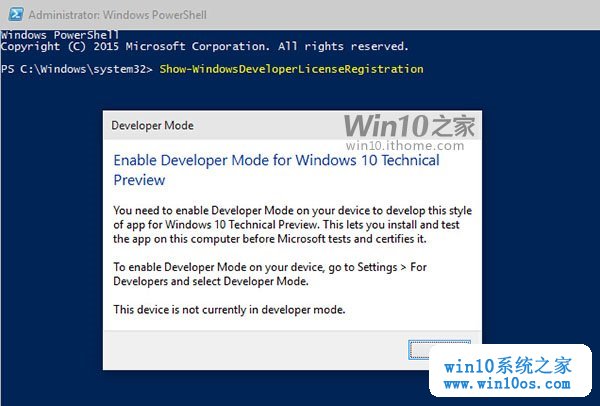 Administrator: Windows PowerShell
Windows PowerShell
Copyright (C) 2015 Microsoft Corporation. All rights reserved.
PS C:\Windows\system32> Show-WindowsDeveloperLicenseRegistration
Developer Mode
Win10之家
win10.ithome.com
Enable Developer Mode for Windows 10 Technical
Preview
You need to enable Developer Mode on your device to develop this style
of app for Windows 10 Technical Preview. This lets you install and test
the app on this computer before Microsoft tests and certifies it.
To enable Developer Mode on your device, go to Settings > For
Developers and select Developer Mode.
This device is not currently in developer mode.
win10系统之家
www.win10os.com